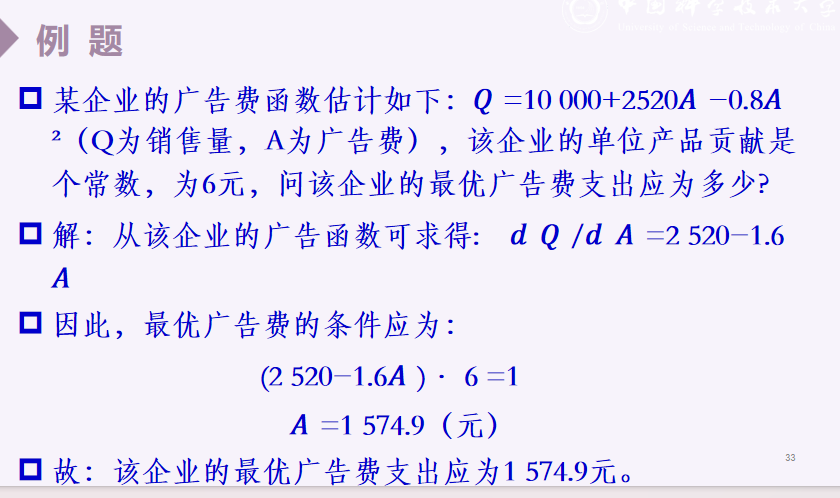 中国科学技术大学
University of Science and Technology of China
例 题
某企业的广告费函数估计如下：Q =10 000+2520A −0.8A
²（Q为销售量，A为广告费），该企业的单位产品贡献是
个常数，为6元，问该企业的最优广告费支出应为多少?
解：从该企业的广告函数可求得: d Q /d A =2 520−1.6
A
因此，最优广告费的条件应为：
(2 520−1.6A )· 6 =1
A =1 574.9（元）
故：该企业的最优广告费支出应为1 574.9元。
33